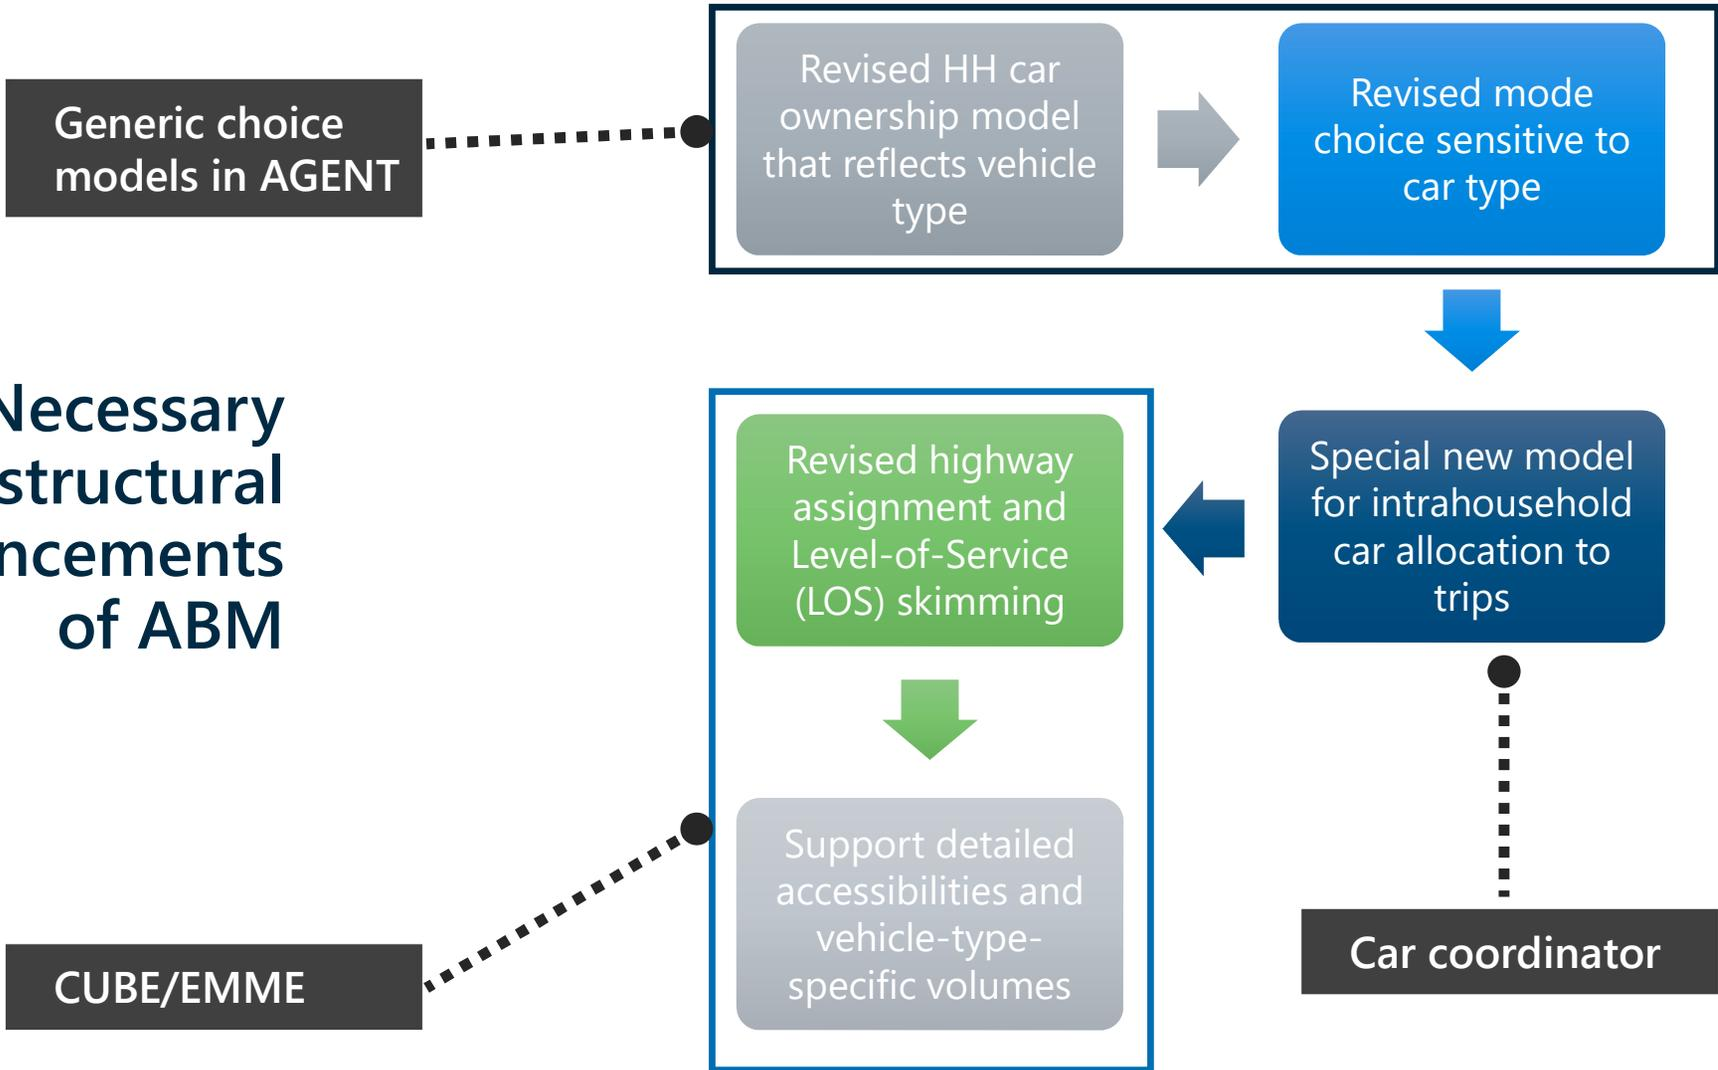 Generic choice
models in AGENT
Revised HH car
ownership model
that reflects vehicle
type
Revised mode
choice sensitive to
car type
Necessary
structural
ncements
of ABM
Revised highway
assignment and
Level-of-Service
(LOS) skimming
Special new model
for intrahousehold
car allocation to
trips
Support detailed
accessibilities and
vehicle-type-
specific volumes
CUBE/EMME
Car coordinator